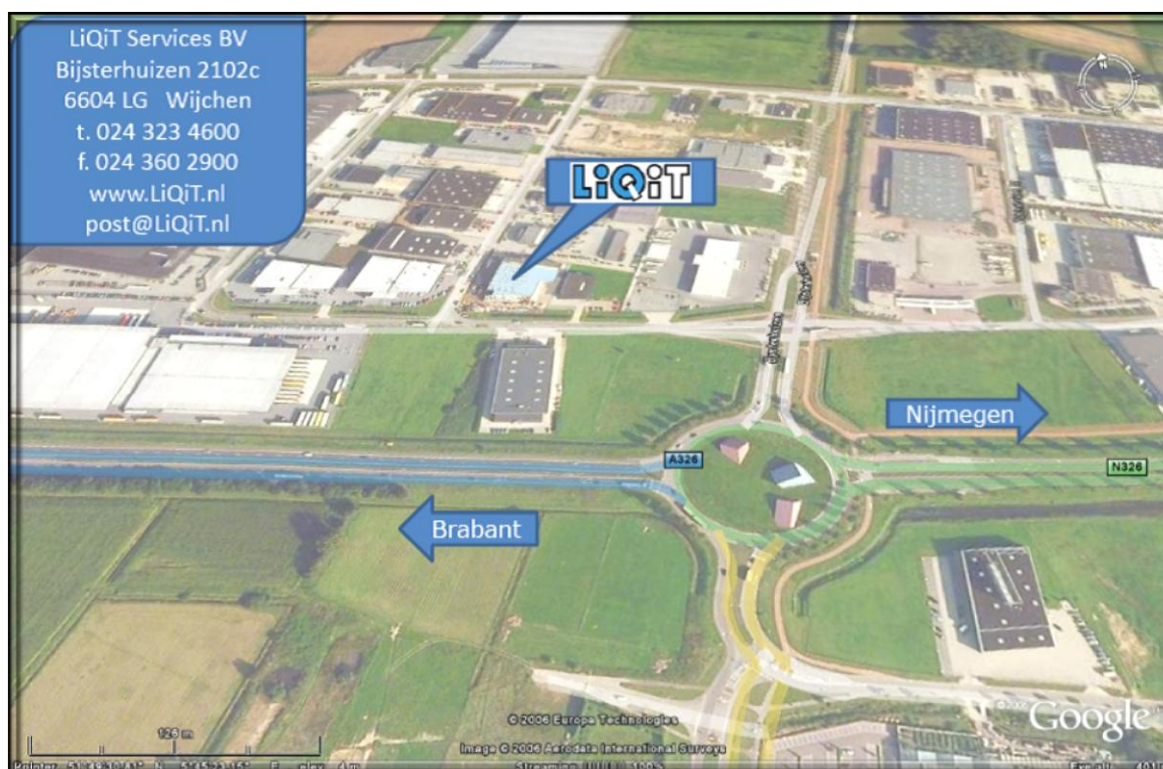 LiQiT Services BV
Bijsterhuizen 2102c
6604 LG Wijchen
t. 024 323 4600
f. 024 360 2900
www.LiQiT.nl
post@LiQiT.nl
N
LiQiT
Nijmegen
A326
N326
Brabant
© 2006 Europa Technologies
Image © 2006 Aerodata International Surveys
Google
126 m